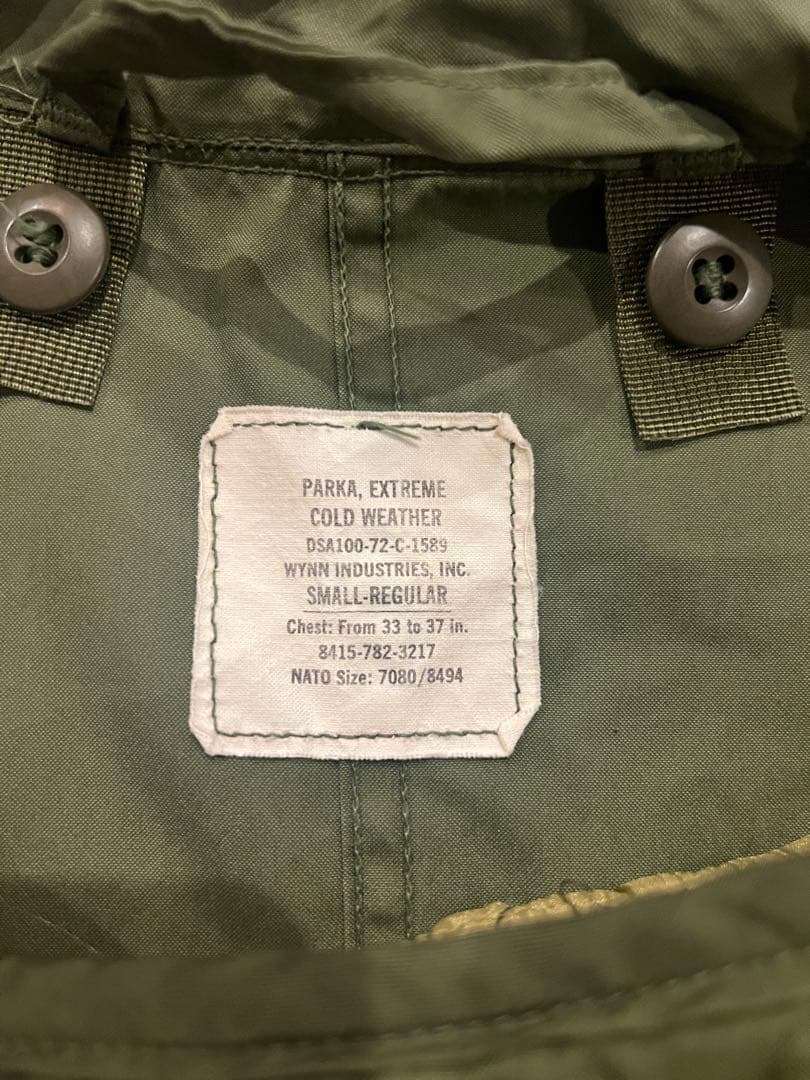 PARKA, EXTREME
COLD WEATHER
DSA100-72-C-1589
WYNN INDUSTRIES, INC.
SMALL-REGULAR
Chest: From 33 to 37 in.
8415-782-3217
NATO Size: 7080/8494